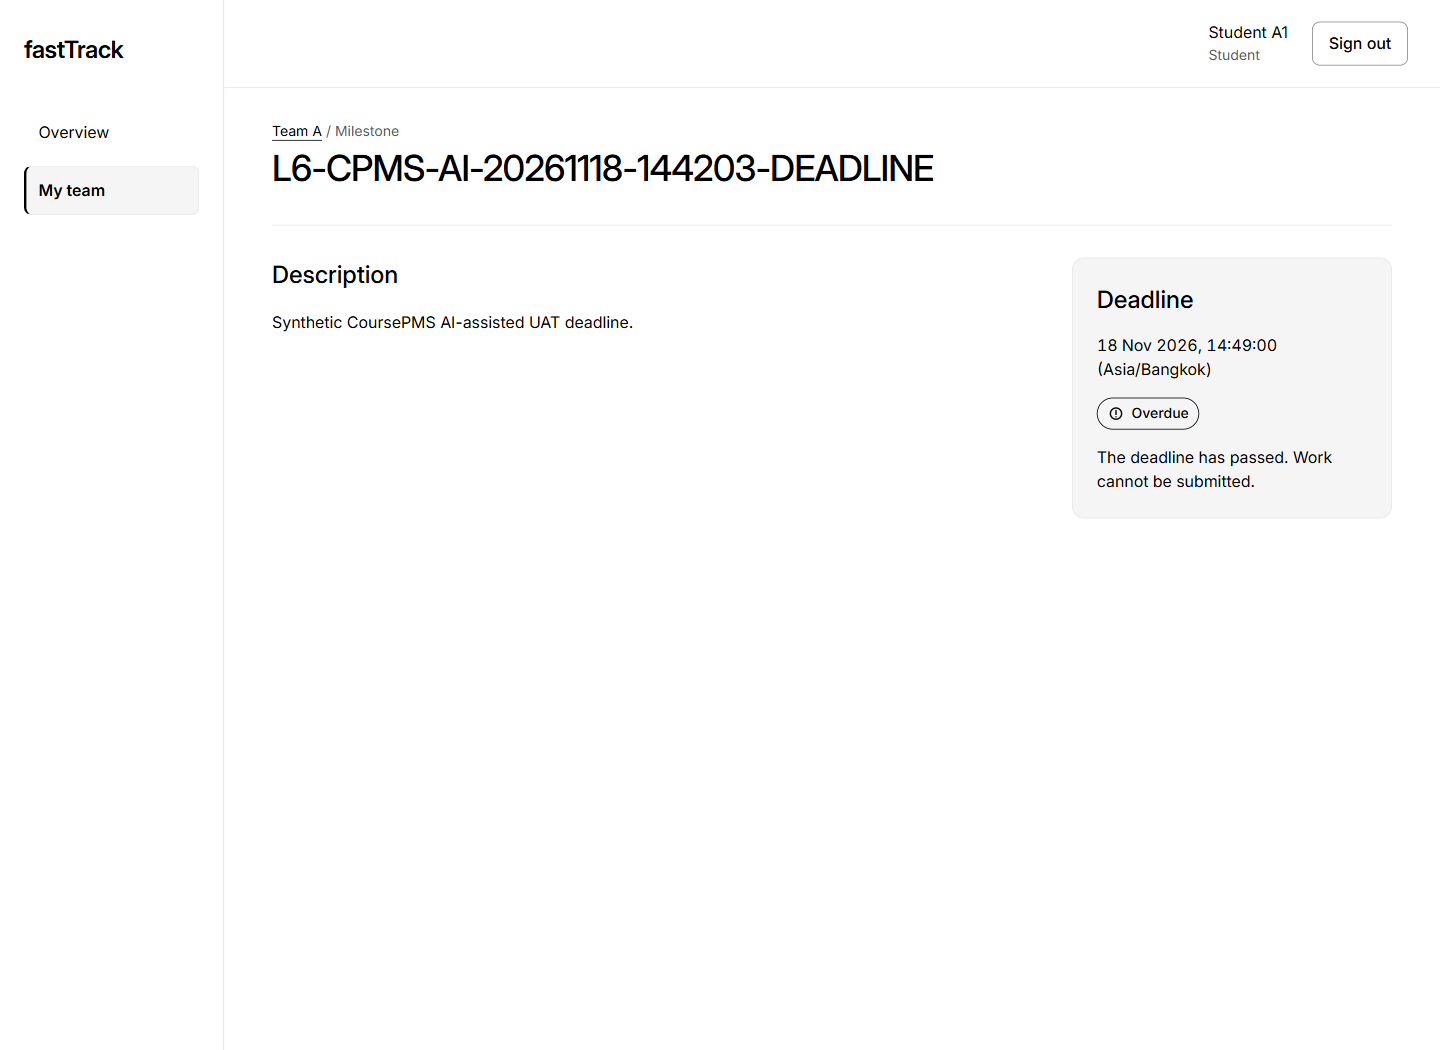 fastTrack
Student A1
Student
Sign out
Overview
My team
Team A / Milestone
L6-CPMS-AI-20261118-144203-DEADLINE
Description
Synthetic CoursePMS AI-assisted UAT deadline.
Deadline
18 Nov 2026, 14:49:00
(Asia/Bangkok)
Overdue
The deadline has passed. Work
cannot be submitted.